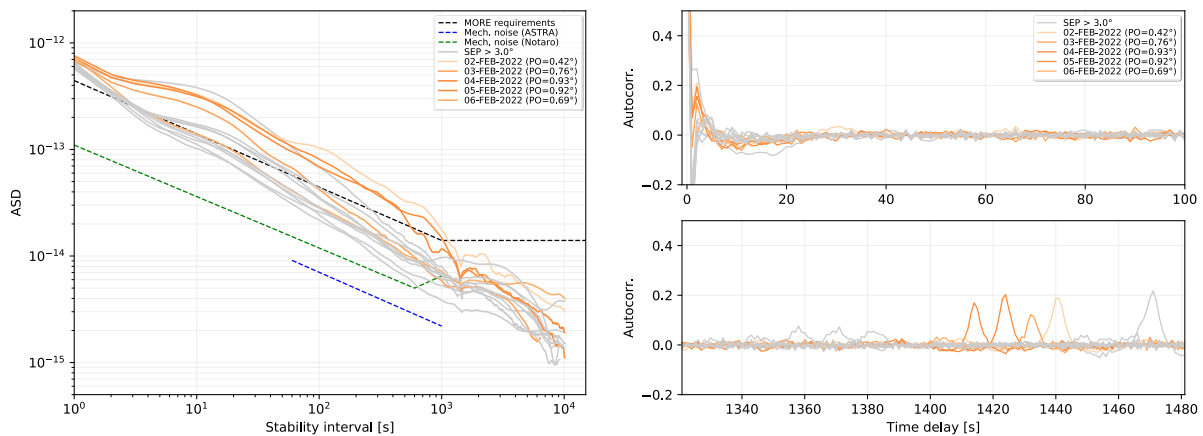 ASD
10⁻¹²
10⁻¹³
10⁻¹⁴
10⁻¹⁵
10⁰
10¹
10²
10³
10⁴
Stability interval [s]
MORE requirements
Mech. noise (ASTRA)
Mech. noise (Notaro)
SEP > 3.0°
02-FEB-2022 (PO=0.42°)
03-FEB-2022 (PO=0.76°)
04-FEB-2022 (PO=0.93°)
05-FEB-2022 (PO=0.92°)
06-FEB-2022 (PO=0.69°)
Autocorr.
0.4
0.2
0.0
−0.2
0
20
40
60
80
100
SEP > 3.0°
02-FEB-2022 (PO=0.42°)
03-FEB-2022 (PO=0.76°)
04-FEB-2022 (PO=0.93°)
05-FEB-2022 (PO=0.92°)
06-FEB-2022 (PO=0.69°)
Autocorr.
0.4
0.2
0.0
−0.2
1340
1360
1380
1400
1420
1440
1460
1480
Time delay [s]